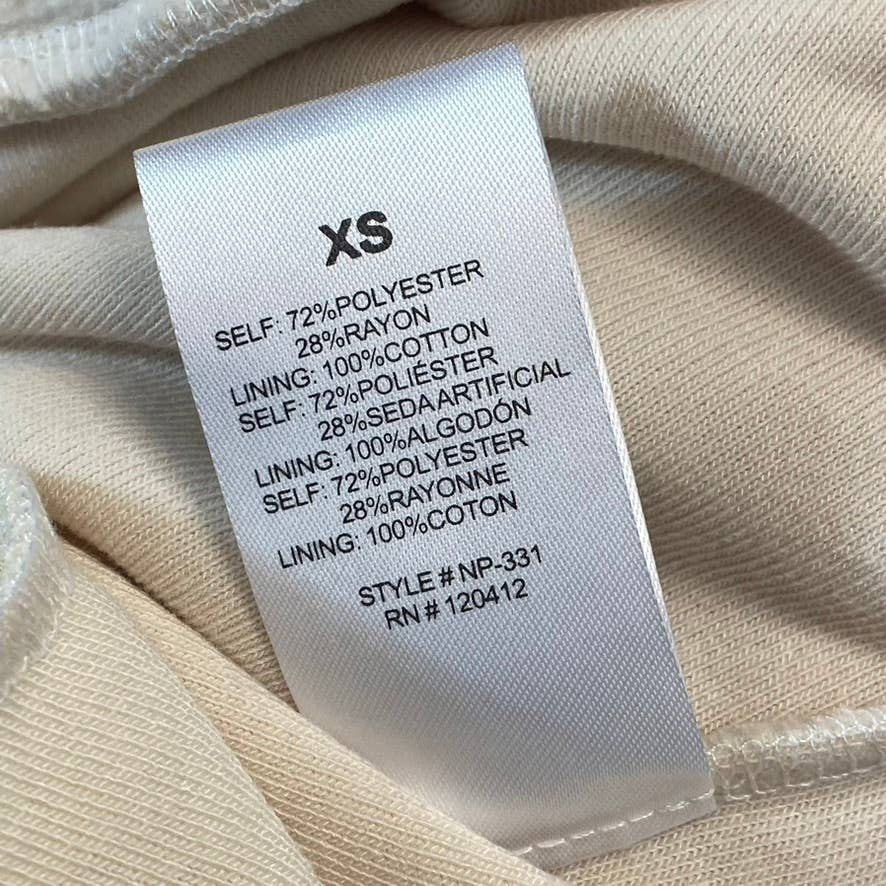 XS
SELF: 72%POLYESTER
28%RAYON
LINING: 100%COTTON
SELF: 72%POLIÉSTER
28%SEDAARTIFICIAL
LINING: 100%ALGODÓN
SELF: 72%POLYESTER
28%RAYONNE
LINING: 100%COTON
STYLE # NP-331
RN # 120412